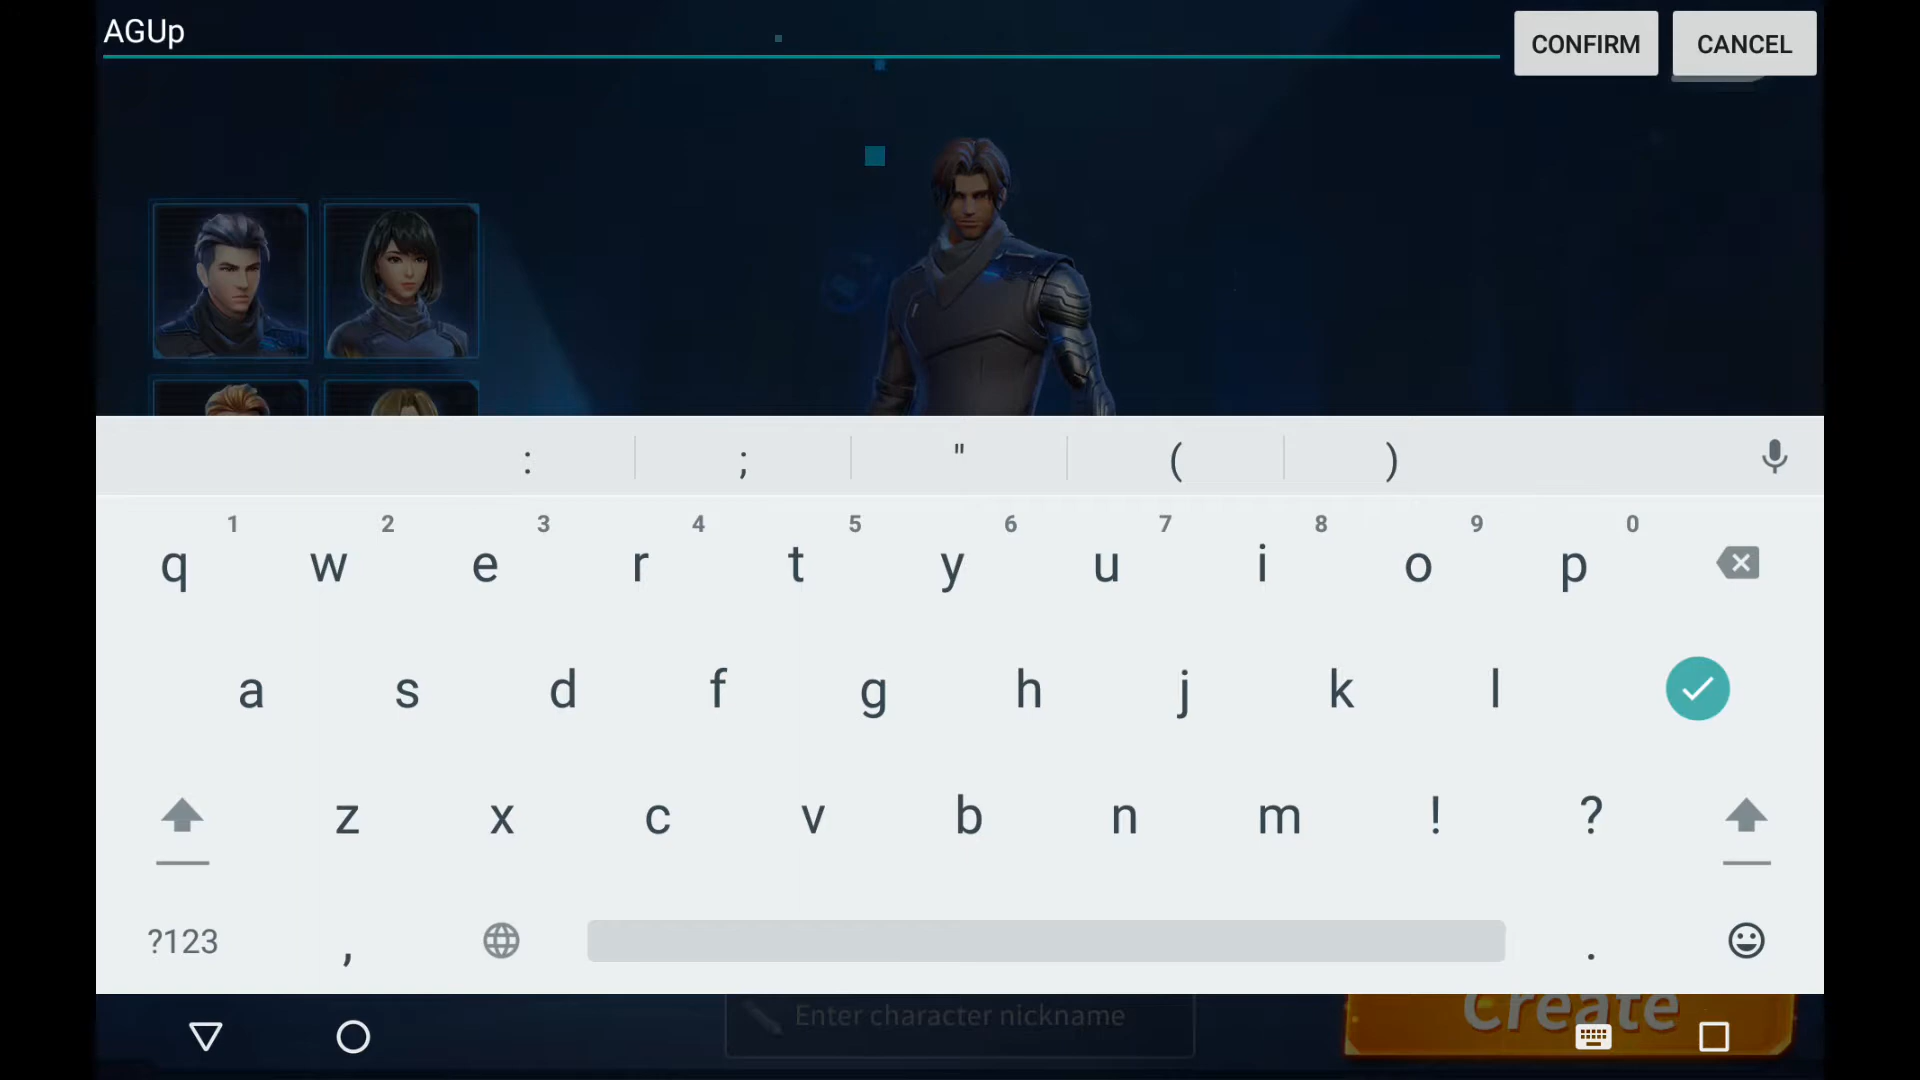 AGUp
CONFIRM
CANCEL
: ; " ( )
1 2 3 4 5 6 7 8 9 0
q w e r t y u i o p
a s d f g h j k l
z x c v b n m ! ?
?123 , .
Enter character nickname
Create